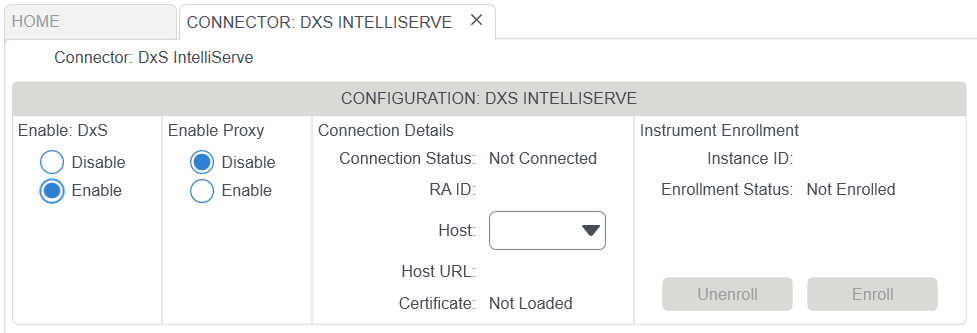 HOME
CONNECTOR: DXS INTELLISERVE ×
Connector: DxS IntelliServe
CONFIGURATION: DXS INTELLISERVE
Enable: DxS
Disable
Enable
Enable Proxy
Disable
Enable
Connection Details
Connection Status: Not Connected
RA ID:
Host:
Host URL:
Certificate: Not Loaded
Instrument Enrollment
Instance ID:
Enrollment Status: Not Enrolled
Unenroll
Enroll